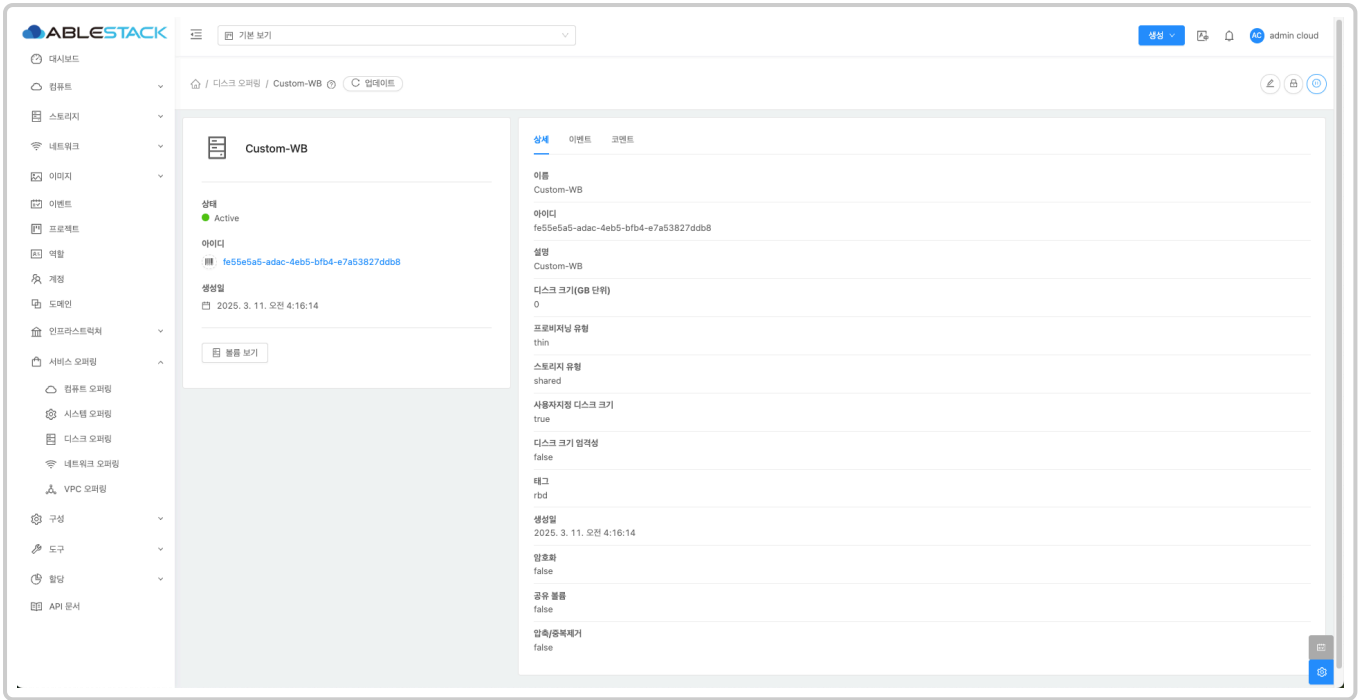 ABLESTACK
기본 보기
생성
AC admin cloud
대시보드
컴퓨트
스토리지
네트워크
이미지
이벤트
프로젝트
역할
계정
도메인
인프라스트럭쳐
서비스 오퍼링
컴퓨트 오퍼링
시스템 오퍼링
디스크 오퍼링
네트워크 오퍼링
VPC 오퍼링
구성
도구
할당
API 문서
/ 디스크 오퍼링 / Custom-WB 업데이트
Custom-WB
상태
Active
아이디
fe55e5a5-adac-4eb5-bfb4-e7a53827ddb8
생성일
2025. 3. 11. 오전 4:16:14
볼륨 보기
상세 이벤트 코멘트
이름
Custom-WB
아이디
fe55e5a5-adac-4eb5-bfb4-e7a53827ddb8
설명
Custom-WB
디스크 크기(GB 단위)
0
프로비저닝 유형
thin
스토리지 유형
shared
사용자지정 디스크 크기
true
디스크 크기 엄격성
false
태그
rbd
생성일
2025. 3. 11. 오전 4:16:14
암호화
false
공유 볼륨
false
압축/중복제거
false